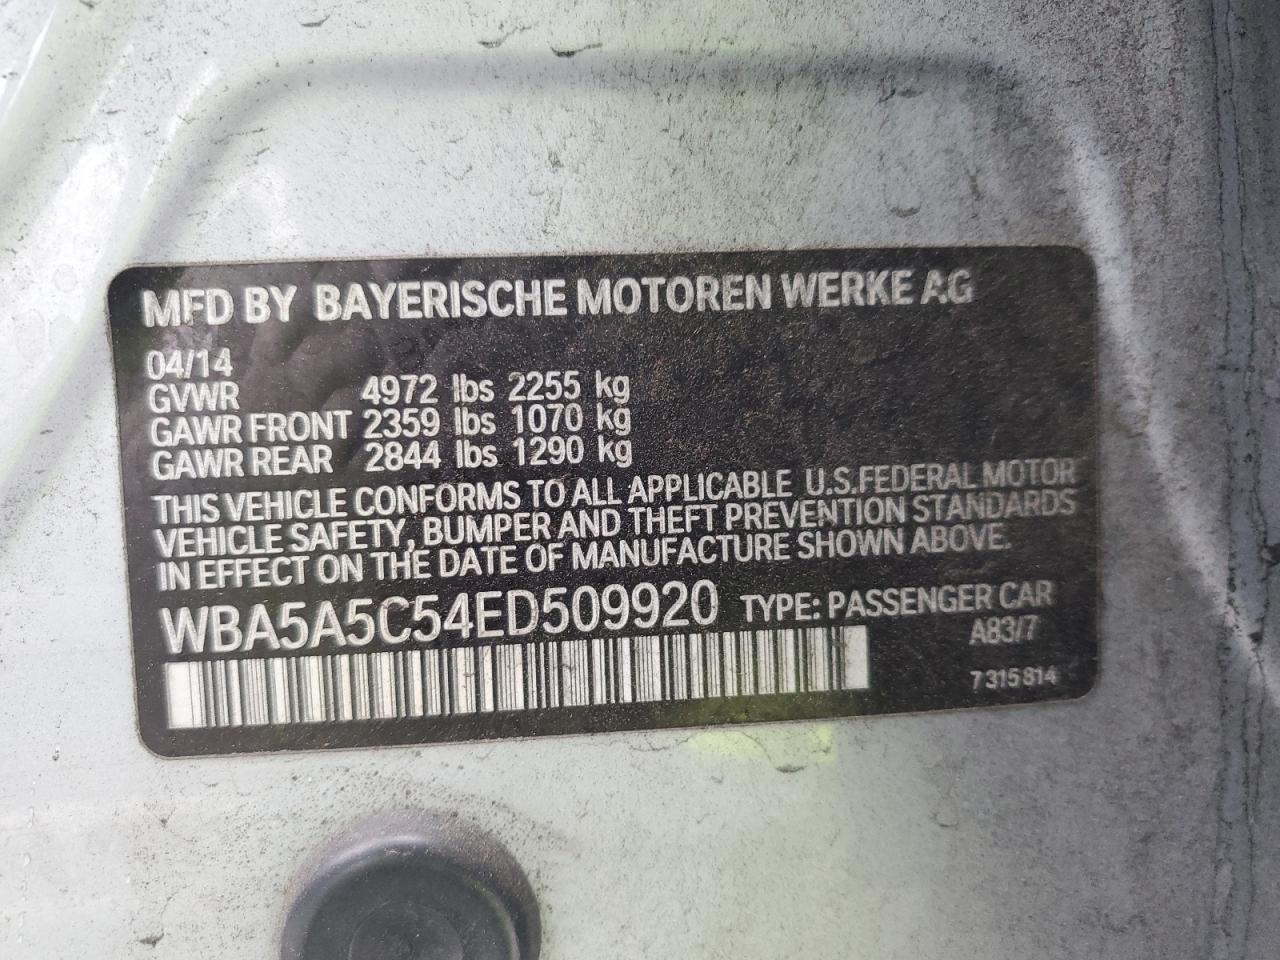 MFD BY BAYERISCHE MOTOREN WERKE AG
04/14
GVWR 4972 lbs 2255 kg
GAWR FRONT 2359 lbs 1070 kg
GAWR REAR 2844 lbs 1290 kg
THIS VEHICLE CONFORMS TO ALL APPLICABLE U.S.FEDERAL MOTOR
VEHICLE SAFETY, BUMPER AND THEFT PREVENTION STANDARDS
IN EFFECT ON THE DATE OF MANUFACTURE SHOWN ABOVE.
WBA5A5C54ED509920 TYPE: PASSENGER CAR
A83/7
7 315 814